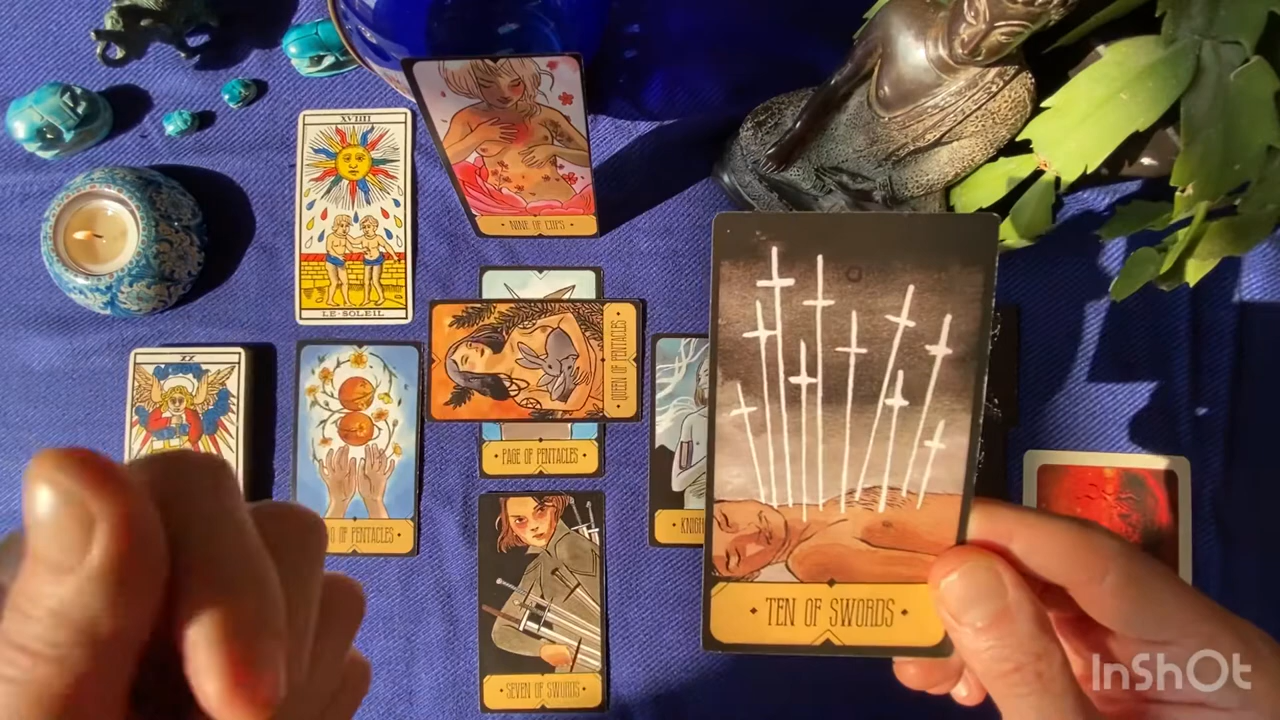 XVIIII
LE·SOLEIL
NINE OF CUPS
QUEEN OF PENTACLES
XX
PAGE OF PENTACLES
OF PENTACLES
SEVEN OF SWORDS
TEN OF SWORDS
InShOt